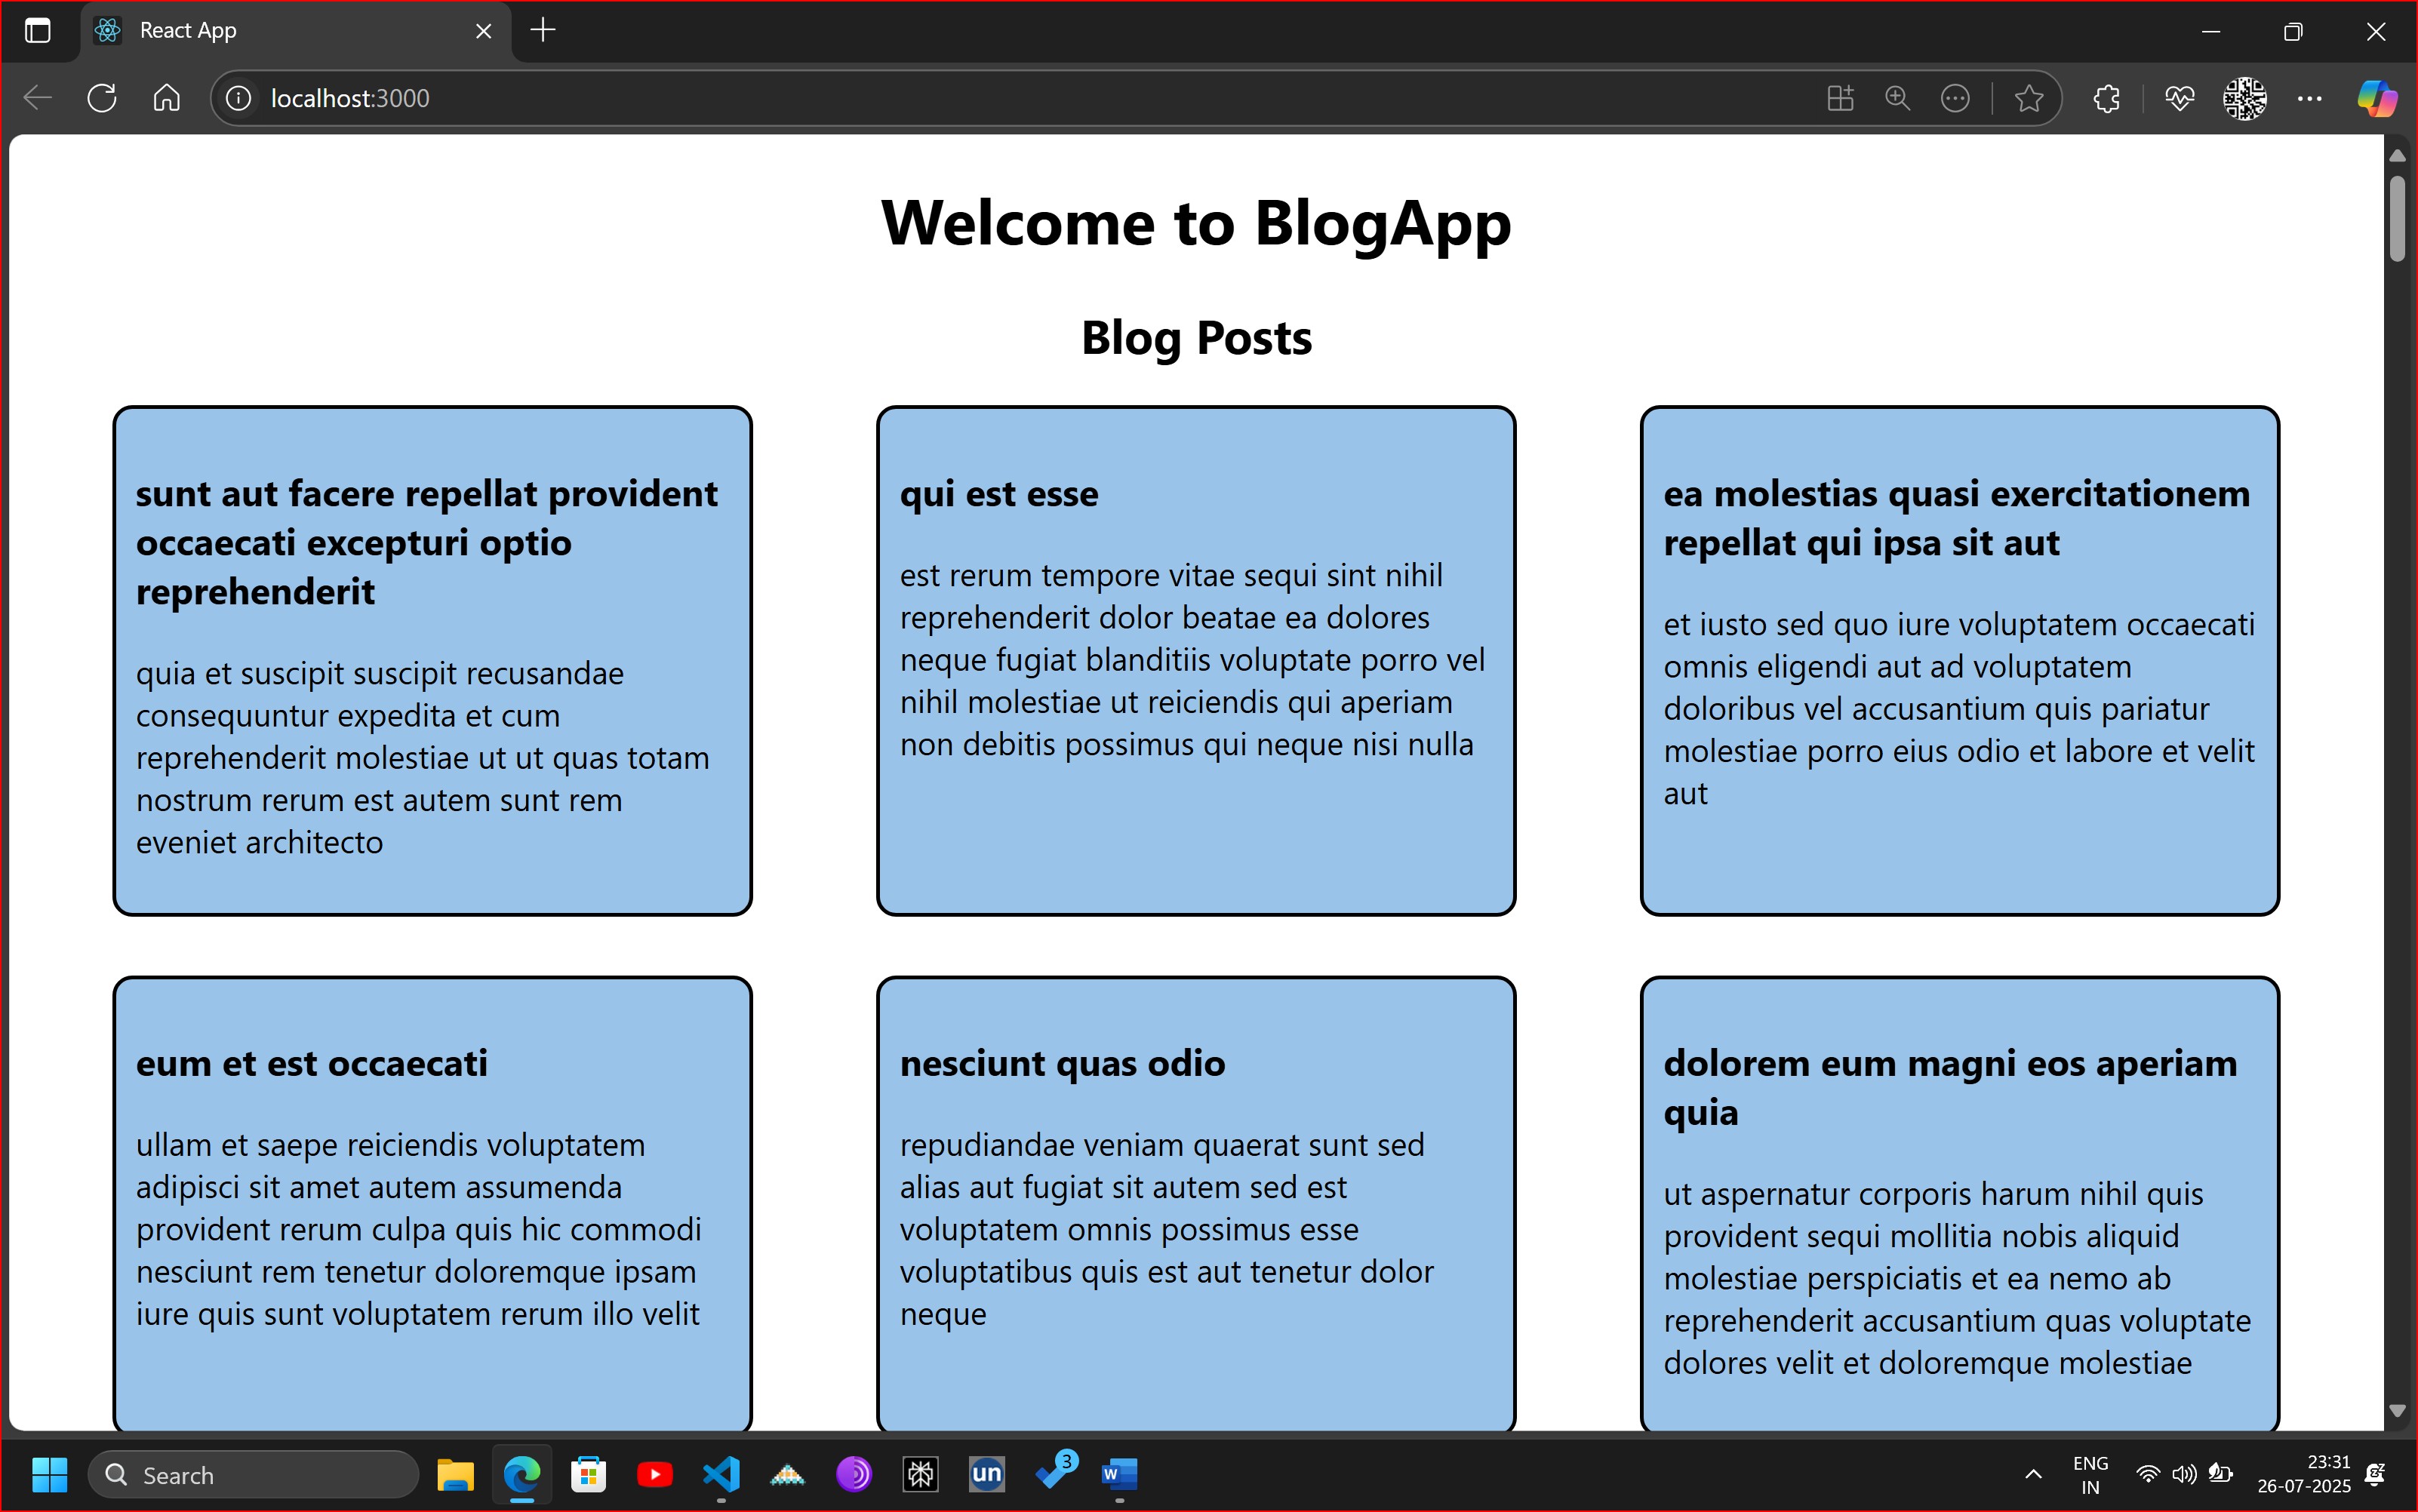 React App
localhost:3000
Welcome to BlogApp
Blog Posts
sunt aut facere repellat provident
occaecati excepturi optio
reprehenderit
quia et suscipit suscipit recusandae
consequuntur expedita et cum
reprehenderit molestiae ut ut quas totam
nostrum rerum est autem sunt rem
eveniet architecto
qui est esse
est rerum tempore vitae sequi sint nihil
reprehenderit dolor beatae ea dolores
neque fugiat blanditiis voluptate porro vel
nihil molestiae ut reiciendis qui aperiam
non debitis possimus qui neque nisi nulla
ea molestias quasi exercitationem
repellat qui ipsa sit aut
et iusto sed quo iure voluptatem occaecati
omnis eligendi aut ad voluptatem
doloribus vel accusantium quis pariatur
molestiae porro eius odio et labore et velit
aut
eum et est occaecati
ullam et saepe reiciendis voluptatem
adipisci sit amet autem assumenda
provident rerum culpa quis hic commodi
nesciunt rem tenetur doloremque ipsam
iure quis sunt voluptatem rerum illo velit
nesciunt quas odio
repudiandae veniam quaerat sunt sed
alias aut fugiat sit autem sed est
voluptatem omnis possimus esse
voluptatibus quis est aut tenetur dolor
neque
dolorem eum magni eos aperiam
quia
ut aspernatur corporis harum nihil quis
provident sequi mollitia nobis aliquid
molestiae perspiciatis et ea nemo ab
reprehenderit accusantium quas voluptate
dolores velit et doloremque molestiae
Search
un
3
W
ENG
IN
23:31
26-07-2025